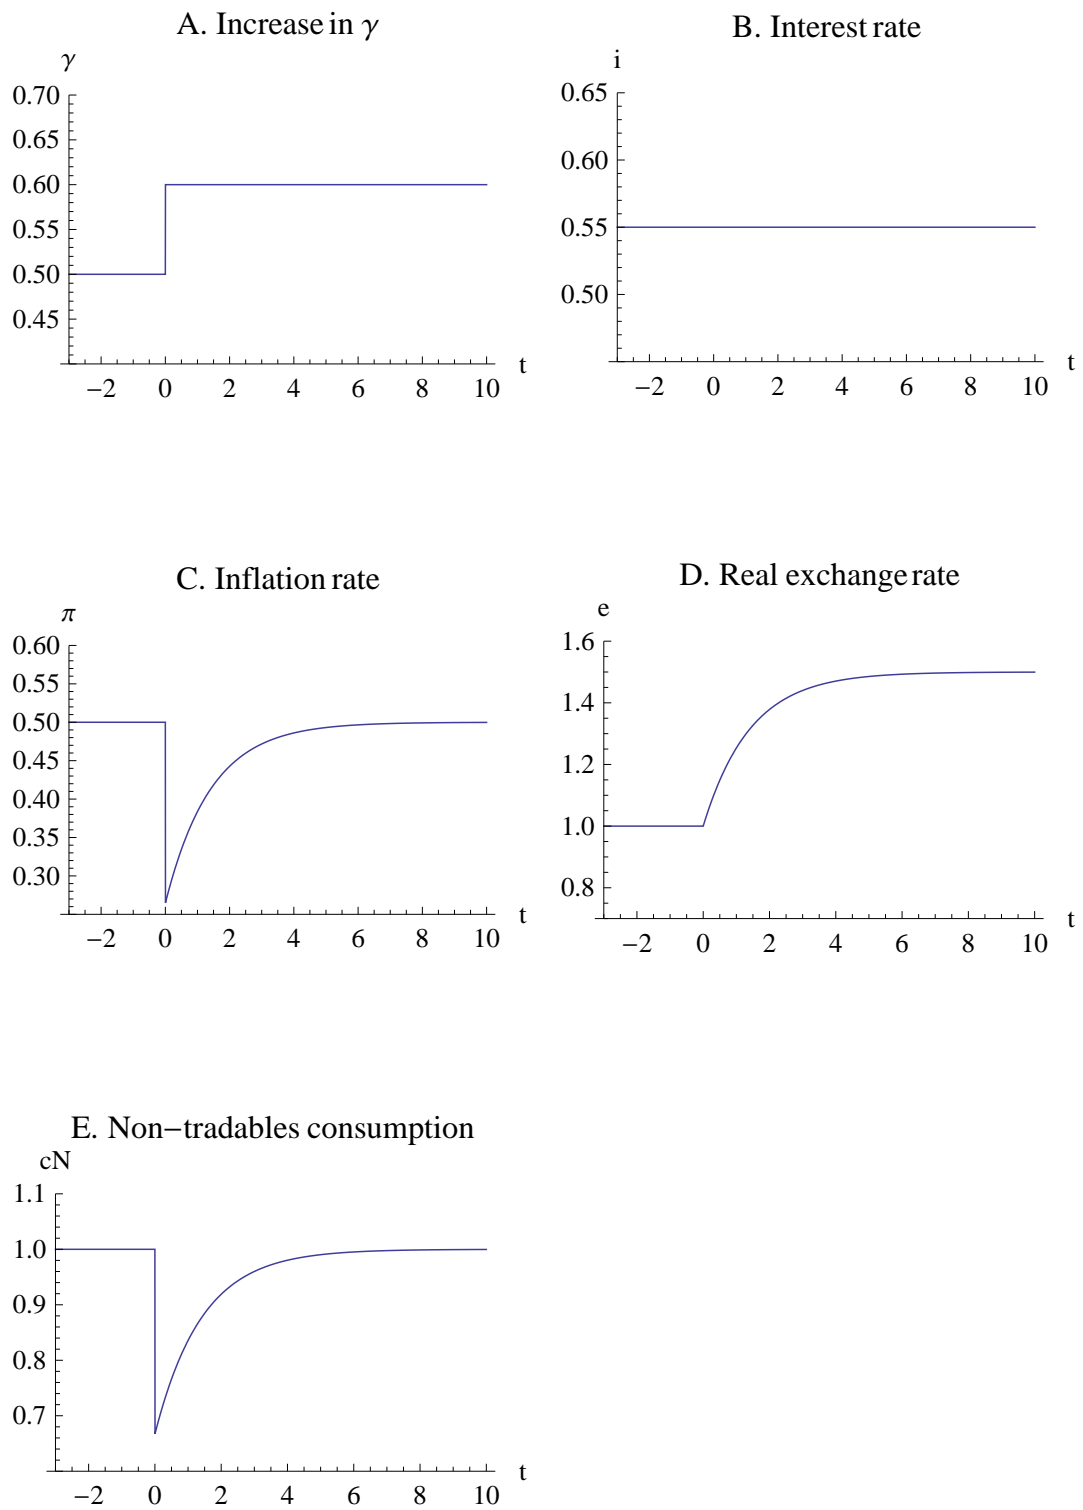 A. Increase in γ
γ
0.70
0.65
0.60
0.55
0.50
0.45
−2 0 2 4 6 8 10 t
B. Interest rate
i
0.65
0.60
0.55
0.50
−2 0 2 4 6 8 10 t
C. Inflation rate
π
0.60
0.55
0.50
0.45
0.40
0.35
0.30
−2 0 2 4 6 8 10 t
D. Real exchange rate
e
1.6
1.4
1.2
1.0
0.8
−2 0 2 4 6 8 10 t
E. Non−tradables consumption
cN
1.1
1.0
0.9
0.8
0.7
−2 0 2 4 6 8 10 t